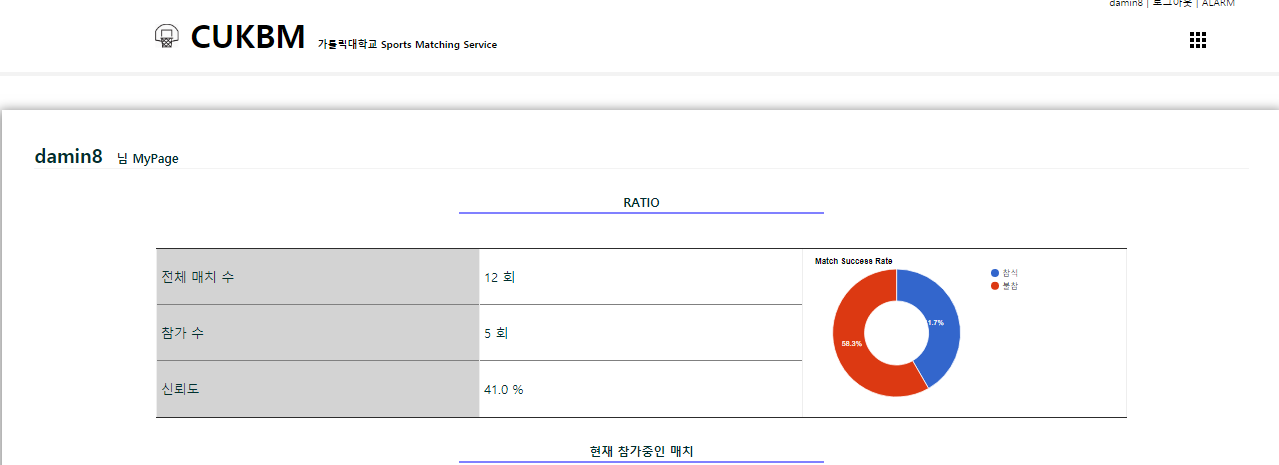 damin8 | 로그아웃 | ALARM
CUKBM 가톨릭대학교 Sports Matching Service
damin8 님 MyPage
RATIO
전체 매치 수 12 회
참가 수 5 회
신뢰도 41.0 %
Match Success Rate
참석
불참
1.7%
58.3%
현재 참가중인 매치